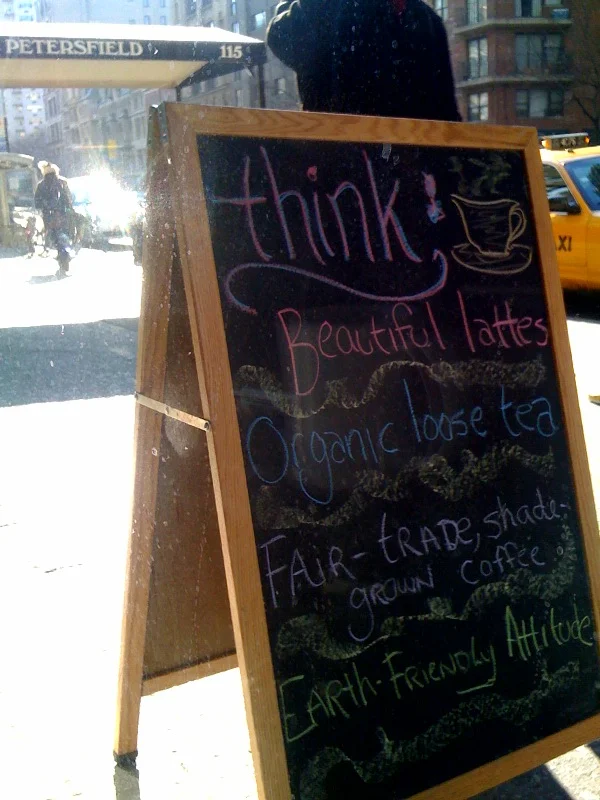 PETERSFIELD 115
think!
Beautiful lattes
Organic loose tea
FAIR-tRADE, shade-
gROWN coffee
EARtH-FRIENDly AttitudE
XI